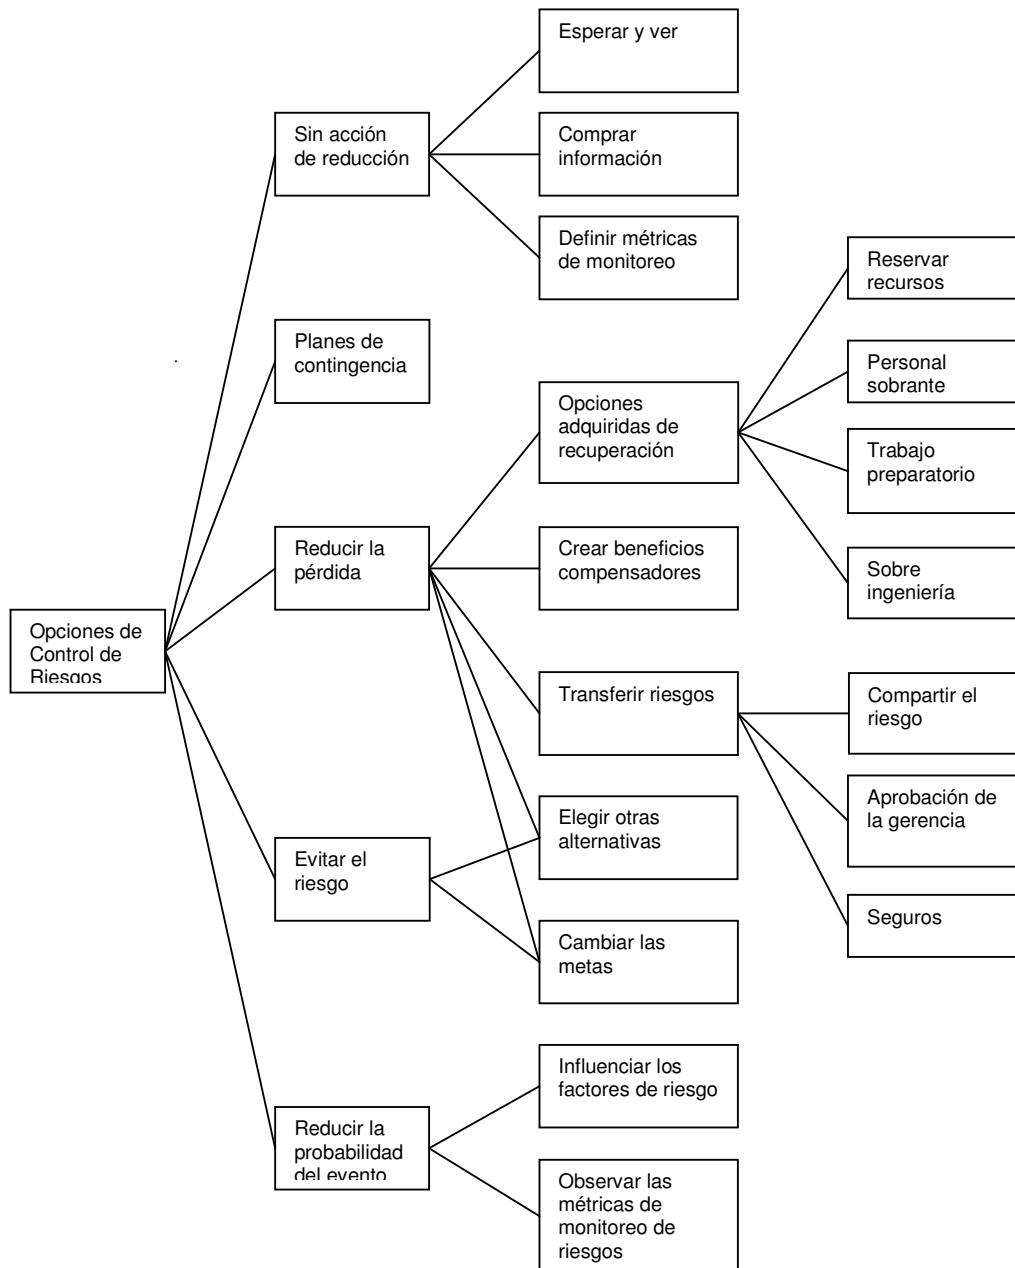 Esperar y ver
Sin acción
de reducción
Comprar
información
Definir métricas
de monitoreo
Reservar
recursos
Planes de
contingencia
Personal
sobrante
Opciones
adquiridas de
recuperación
Trabajo
preparatorio
Reducir la
pérdida
Crear beneficios
compensadores
Sobre
ingeniería
Opciones de
Control de
Riesgos
Transferir riesgos
Compartir el
riesgo
Aprobación de
la gerencia
Elegir otras
alternativas
Evitar el
riesgo
Seguros
Cambiar las
metas
Influenciar los
factores de riesgo
Reducir la
probabilidad
del evento
Observar las
métricas de
monitoreo de
riesgos